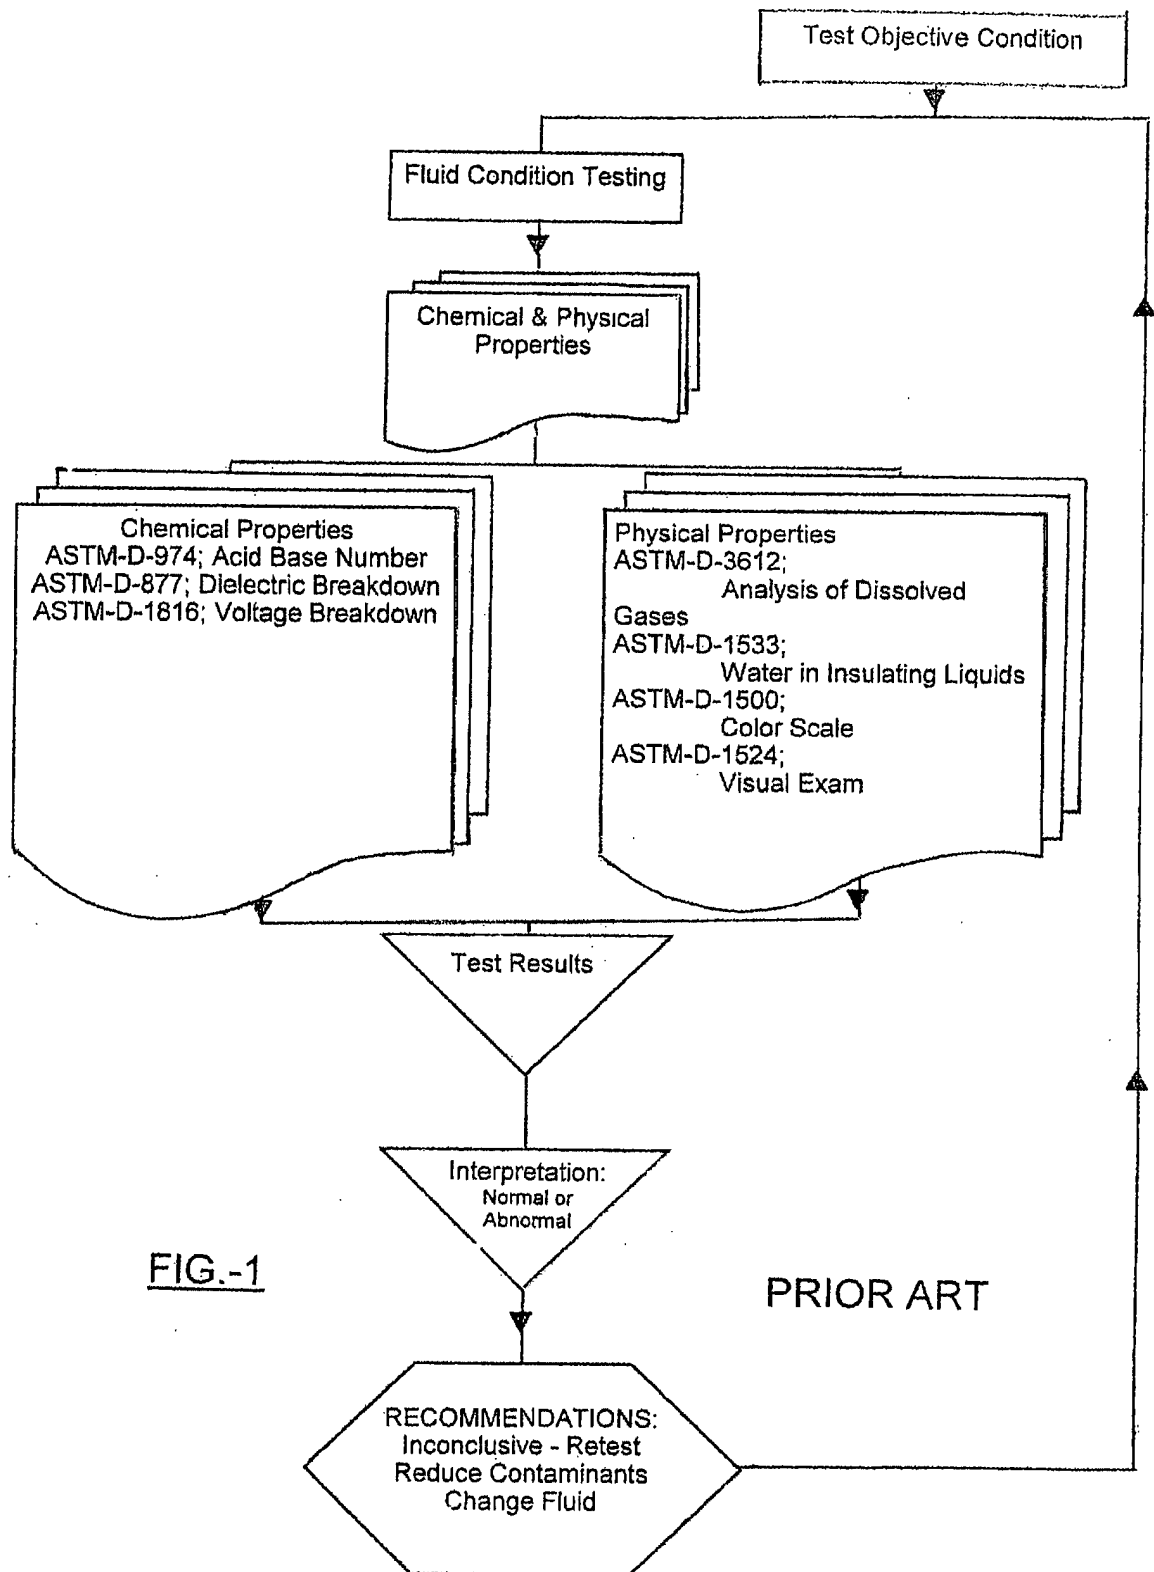 Test Objective Condition
Fluid Condition Testing
Chemical & Physical
Properties
Chemical Properties
ASTM-D-974; Acid Base Number
ASTM-D-877; Dielectric Breakdown
ASTM-D-1816; Voltage Breakdown
Physical Properties
ASTM-D-3612;
Analysis of Dissolved
Gases
ASTM-D-1533;
Water in Insulating Liquids
ASTM-D-1500;
Color Scale
ASTM-D-1524;
Visual Exam
Test Results
Interpretation:
Normal or
Abnormal
FIG.-1
PRIOR ART
RECOMMENDATIONS:
Inconclusive - Retest
Reduce Contaminants
Change Fluid